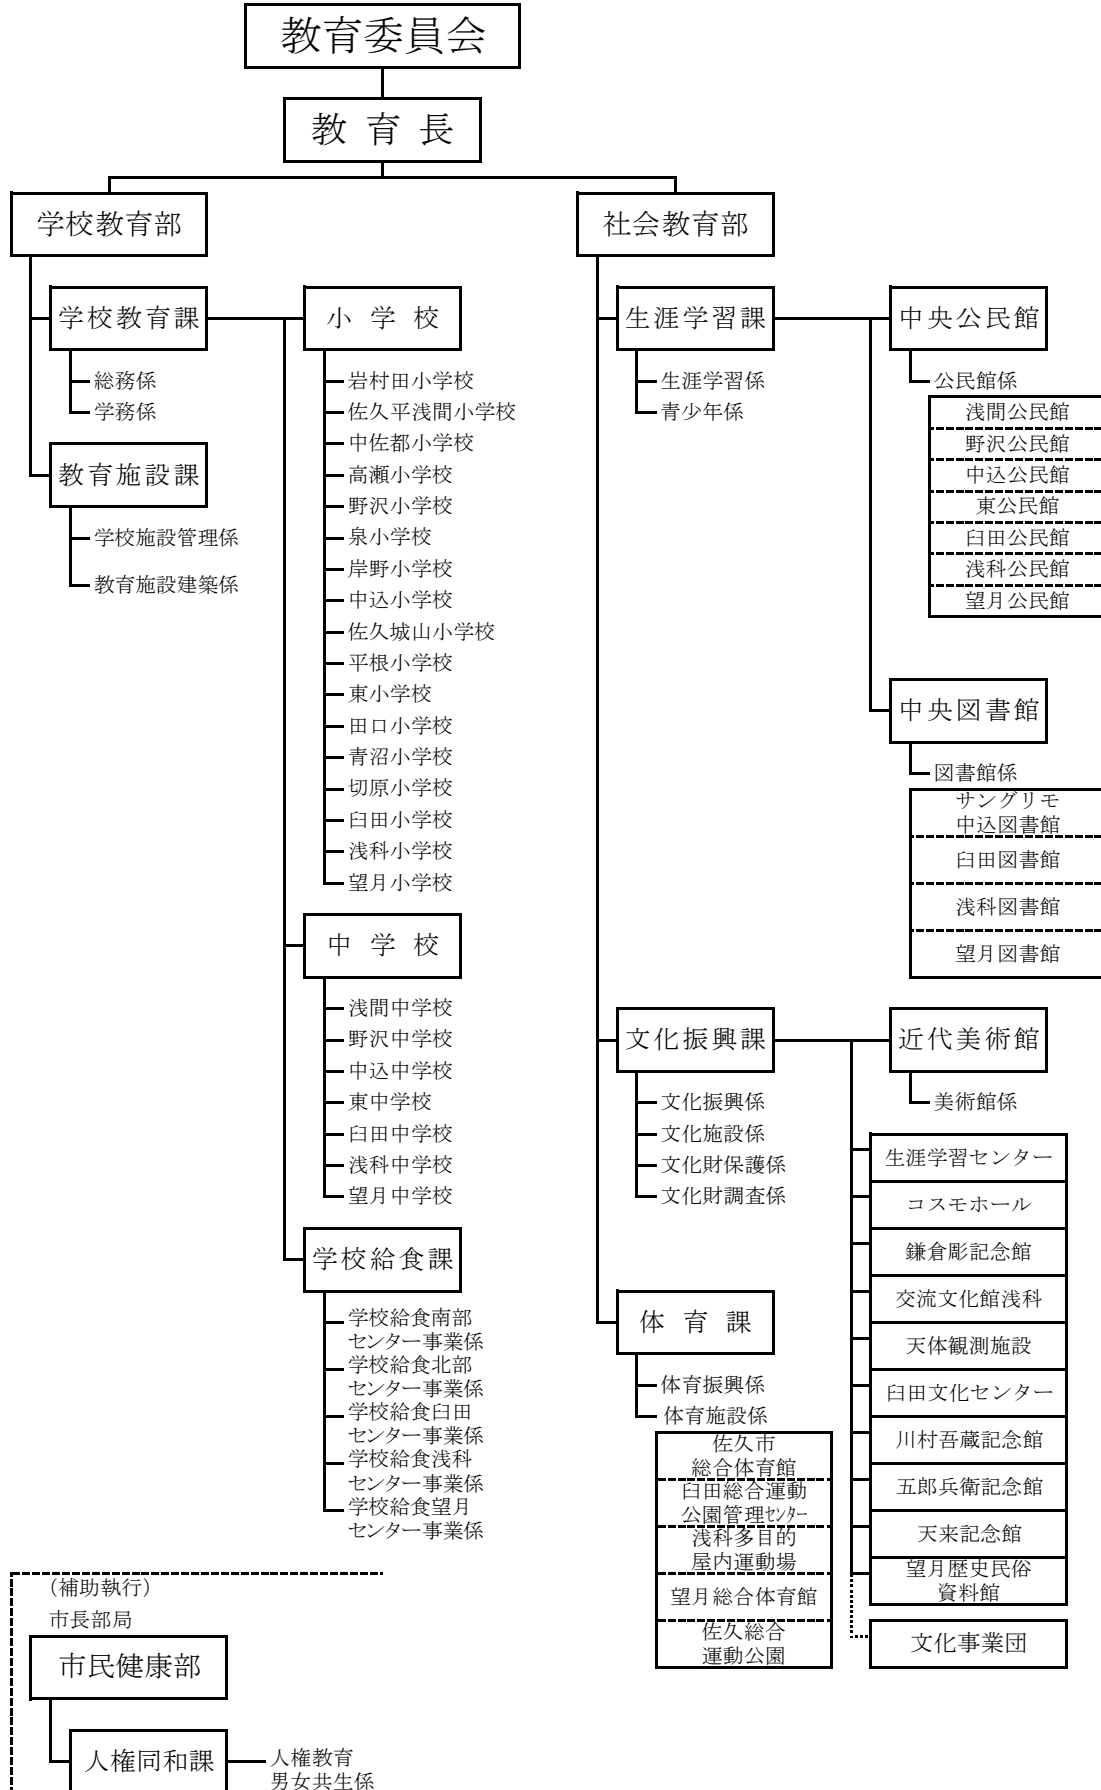 教育委員会
教育長
学校教育部
学校教育課
総務係
学務係
教育施設課
学校施設管理係
教育施設建築係
小学校
岩村田小学校
佐久平浅間小学校
中佐都小学校
高瀬小学校
野沢小学校
泉小学校
岸野小学校
中込小学校
佐久城山小学校
平根小学校
東小学校
田口小学校
青沼小学校
切原小学校
臼田小学校
浅科小学校
望月小学校
中学校
浅間中学校
野沢中学校
中込中学校
東中学校
臼田中学校
浅科中学校
望月中学校
学校給食課
学校給食南部
センター事業係
学校給食北部
センター事業係
学校給食臼田
センター事業係
学校給食浅科
センター事業係
学校給食望月
センター事業係
社会教育部
生涯学習課
生涯学習係
青少年係
中央公民館
公民館係
浅間公民館
野沢公民館
中込公民館
東公民館
臼田公民館
浅科公民館
望月公民館
中央図書館
図書館係
サングリモ
中込図書館
臼田図書館
浅科図書館
望月図書館
文化振興課
文化振興係
文化施設係
文化財保護係
文化財調査係
近代美術館
美術館係
生涯学習センター
コスモホール
鎌倉彫記念館
交流文化館浅科
天体観測施設
臼田文化センター
川村吾蔵記念館
五郎兵衛記念館
天来記念館
望月歴史民俗
資料館
文化事業団
体育課
体育振興係
体育施設係
佐久市
総合体育館
臼田総合運動
公園管理ｾﾝﾀｰ
浅科多目的
屋内運動場
望月総合体育館
佐久総合
運動公園
(補助執行)
市長部局
市民健康部
人権同和課
人権教育
男女共生係